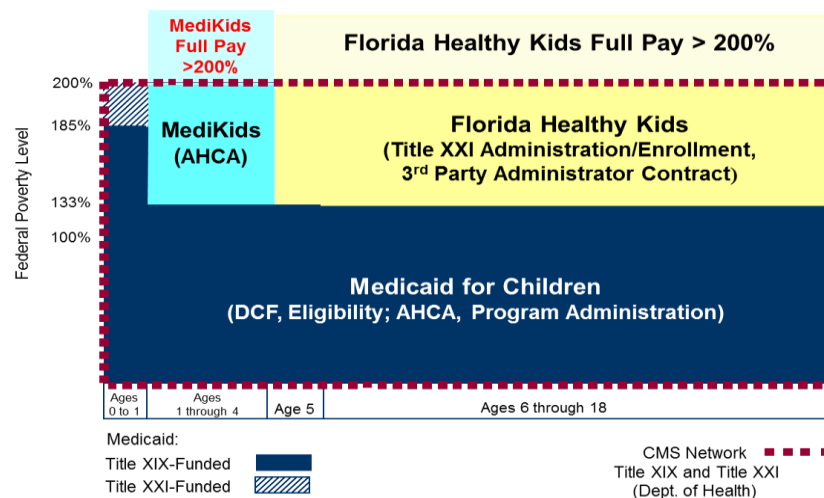 MediKids
Full Pay
>200%
Florida Healthy Kids Full Pay > 200%
Federal Poverty Level
200%
185%
133%
100%
MediKids
(AHCA)
Florida Healthy Kids
(Title XXI Administration/Enrollment,
3rd Party Administrator Contract)
Medicaid for Children
(DCF, Eligibility; AHCA, Program Administration)
Ages
0 to 1
Ages
1 through 4
Age 5
Ages 6 through 18
Medicaid:
Title XIX-Funded
Title XXI-Funded
CMS Network
Title XIX and Title XXI
(Dept. of Health)